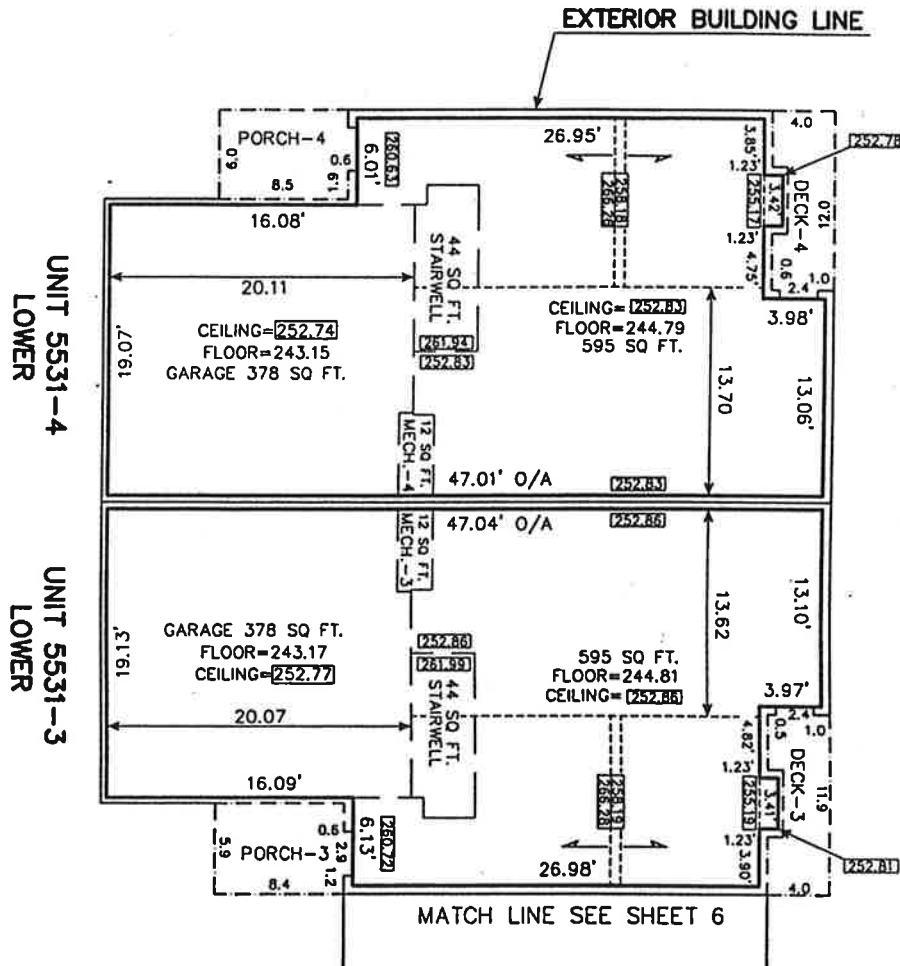 EXTERIOR BUILDING LINE
PORCH-4
6.0
0.6
1.9
8.5
6.01'
260.63
26.95'
258.18
266.28
3.85'
1.23'
255.17
3.42'
1.23'
4.75'
4.0
252.78
DECK-4
12.0
0.6
2.4
1.0
3.98'
16.08'
20.11
44 SQ FT.
STAIRWELL
261.94
252.83
CEILING=252.74
FLOOR=243.15
GARAGE 378 SQ FT.
CEILING=252.83
FLOOR=244.79
595 SQ FT.
19.07'
13.70
13.06'
12 SQ FT.
MECH.-4
47.01' O/A
252.83
UNIT 5531-4
LOWER
47.04' O/A
252.86
12 SQ FT.
MECH.-3
UNIT 5531-3
LOWER
19.13'
13.62
13.10'
GARAGE 378 SQ FT.
FLOOR=243.17
CEILING=252.77
252.86
261.99
44 SQ FT.
STAIRWELL
595 SQ FT.
FLOOR=244.81
CEILING=252.86
20.07
3.97'
2.4
1.0
0.5
DECK-3
11.9
4.82'
1.23'
255.19
3.41'
1.23'
3.90'
252.81
4.0
16.09'
6.13'
260.72
258.19
266.28
26.98'
5.9
PORCH-3
0.6
2.9
1.2
8.4
MATCH LINE SEE SHEET 6